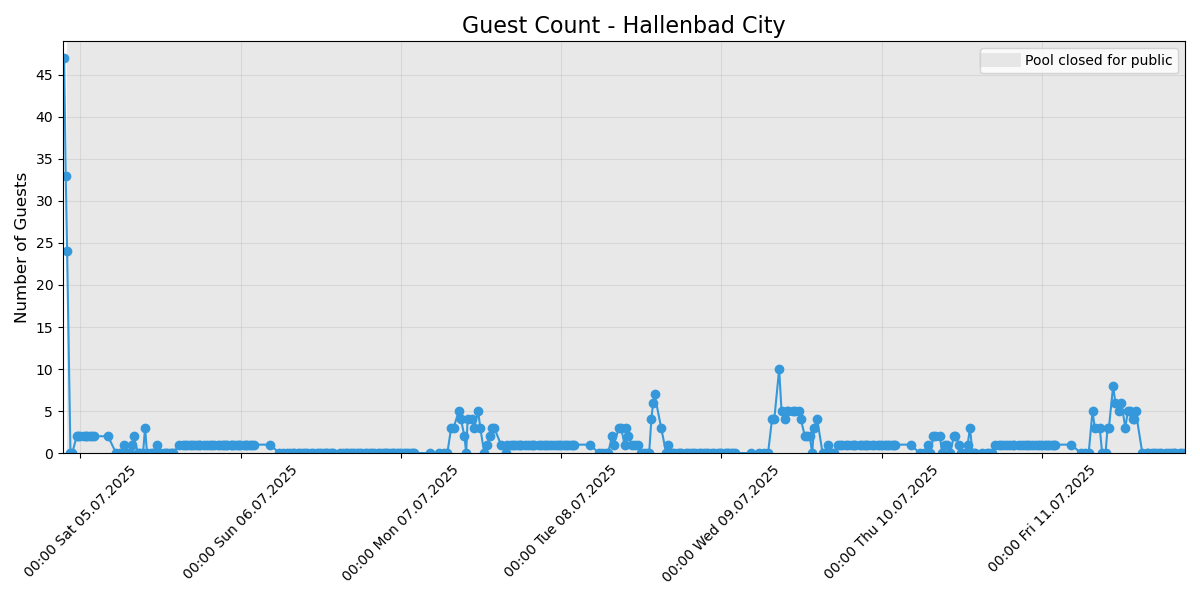 Guest Count - Hallenbad City
Pool closed for public
Number of Guests
45
40
35
30
25
20
15
10
5
0
00:00 Sat 05.07.2025
00:00 Sun 06.07.2025
00:00 Mon 07.07.2025
00:00 Tue 08.07.2025
00:00 Wed 09.07.2025
00:00 Thu 10.07.2025
00:00 Fri 11.07.2025